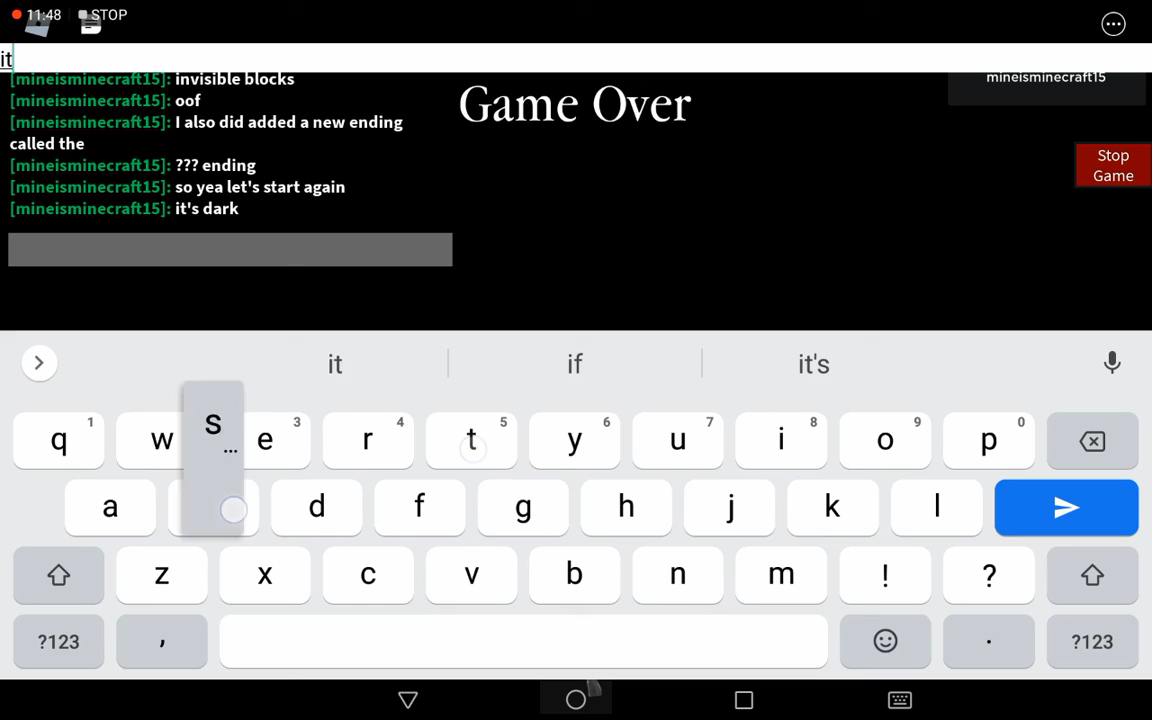 11:48 STOP
it
[mineisminecraft15]: invisible blocks
[mineisminecraft15]: oof
[mineisminecraft15]: I also did added a new ending
called the
[mineisminecraft15]: ??? ending
[mineisminecraft15]: so yea let's start again
[mineisminecraft15]: it's dark
Game Over
mineisminecraft15
Stop
Game
it if it's
s
...
q 1 w e 3 r 4 t 5 y 6 u 7 i 8 o 9 p 0
a d f g h j k l
z x c v b n m ! ?
?123 , . ?123